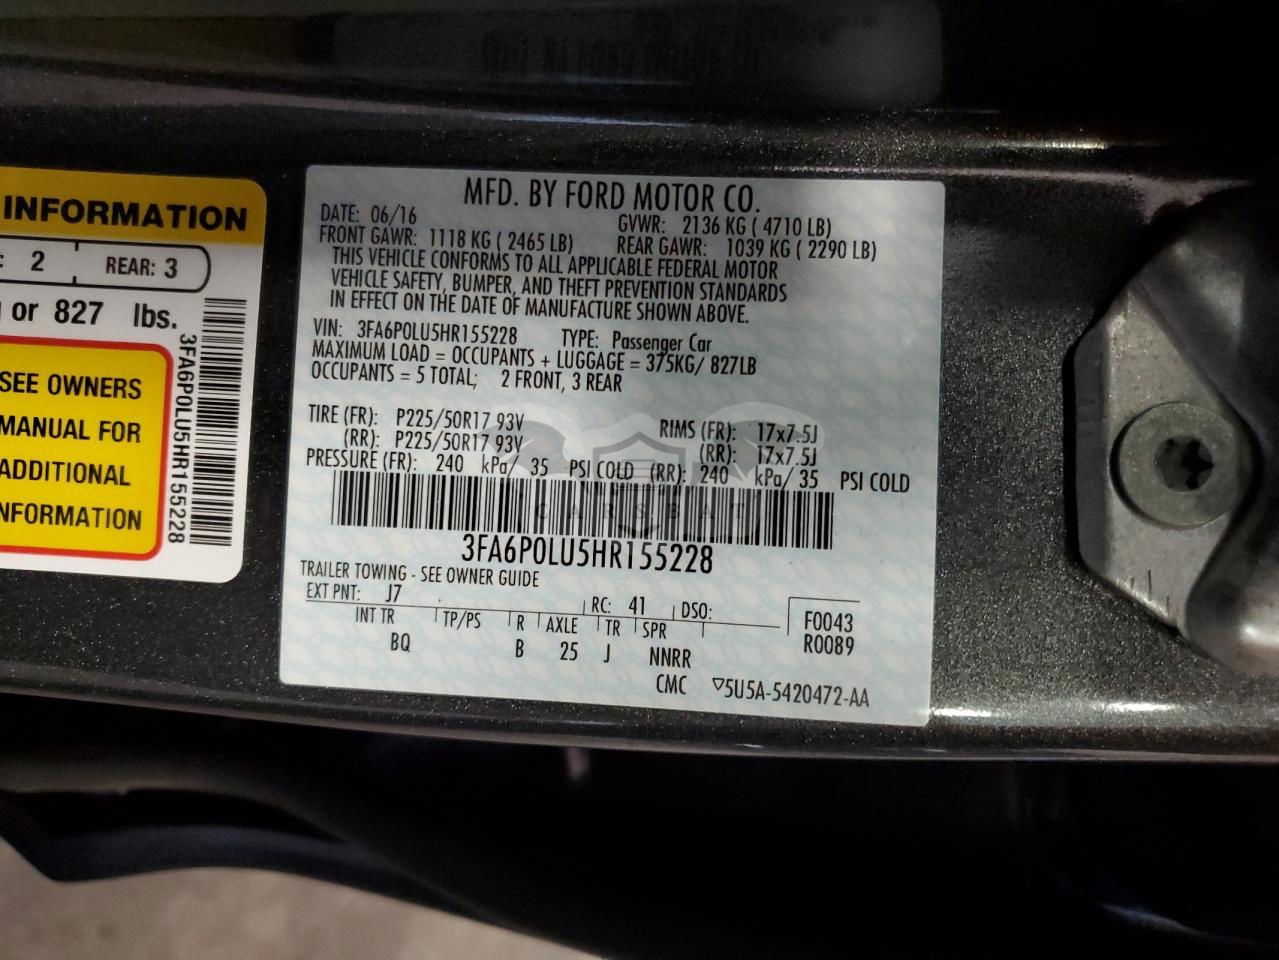 INFORMATION
: 2 REAR: 3
or 827 lbs.
SEE OWNERS
MANUAL FOR
ADDITIONAL
NFORMATION
3FA6P0LU5HR155228
MFD. BY FORD MOTOR CO.
DATE: 06/16 GVWR: 2136 KG ( 4710 LB)
FRONT GAWR: 1118 KG ( 2465 LB) REAR GAWR: 1039 KG ( 2290 LB)
THIS VEHICLE CONFORMS TO ALL APPLICABLE FEDERAL MOTOR
VEHICLE SAFETY, BUMPER, AND THEFT PREVENTION STANDARDS
IN EFFECT ON THE DATE OF MANUFACTURE SHOWN ABOVE.
VIN: 3FA6P0LU5HR155228 TYPE: Passenger Car
MAXIMUM LOAD = OCCUPANTS + LUGGAGE = 375KG/ 827LB
OCCUPANTS = 5 TOTAL; 2 FRONT, 3 REAR
TIRE (FR): P225/50R17 93V RIMS (FR): 17x7.5J
(RR): P225/50R17 93V (RR): 17x7.5J
PRESSURE (FR): 240 kPa/ 35 PSI COLD (RR): 240 kPa/ 35 PSI COLD
CARSBAT
3FA6P0LU5HR155228
TRAILER TOWING - SEE OWNER GUIDE
EXT PNT: J7 RC: 41 DSO: F0043
INT TR TP/PS R AXLE TR SPR R0089
BQ B 25 J NNRR
CMC ▽5U5A-5420472-AA